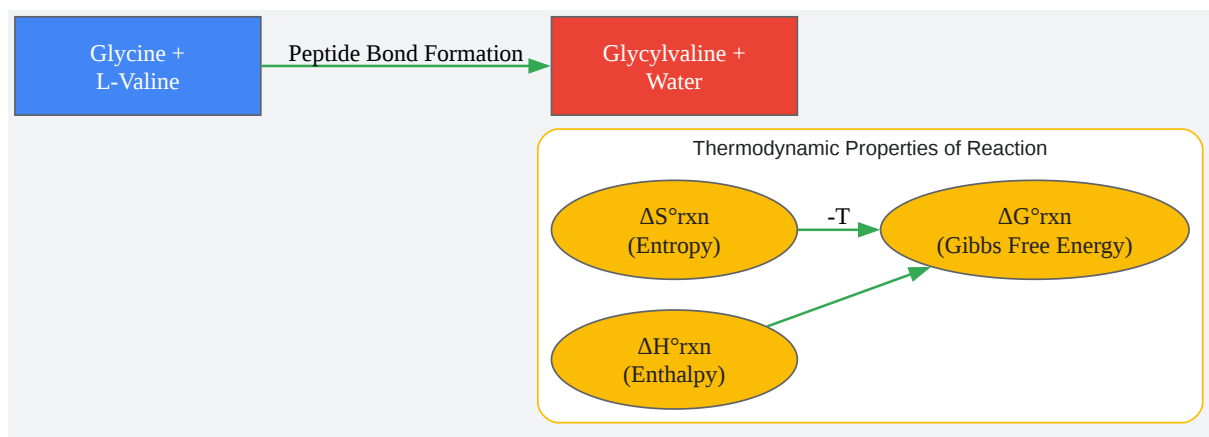 Glycine +
L-Valine
Peptide Bond Formation
Glycylvaline +
Water
Thermodynamic Properties of Reaction
ΔS°rxn
(Entropy)
-T
ΔG°rxn
(Gibbs Free Energy)
ΔH°rxn
(Enthalpy)